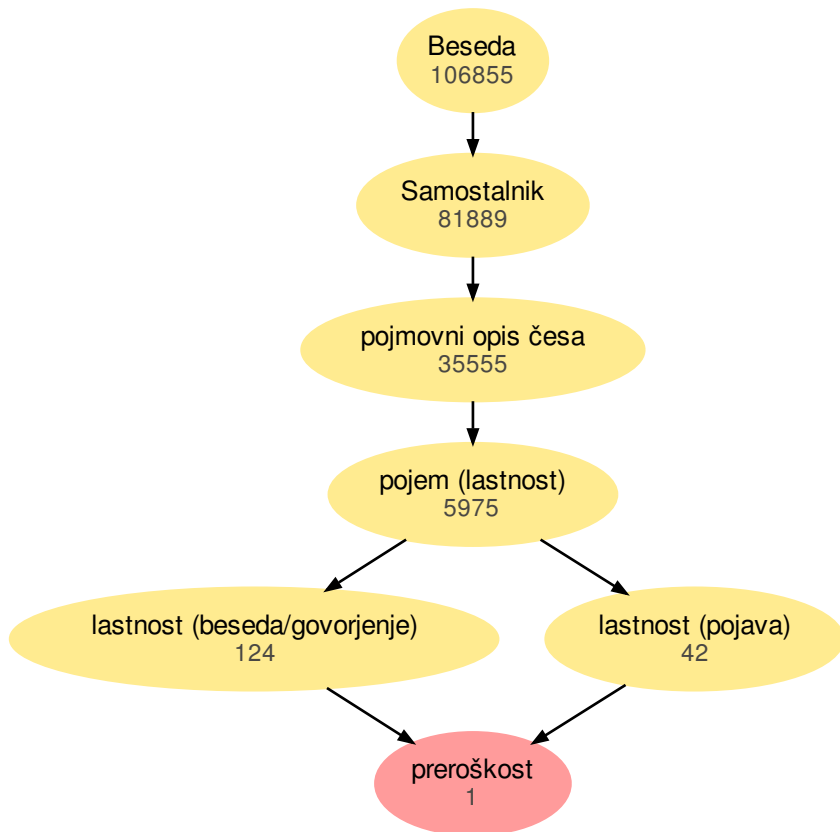 Beseda
106855
Samostalnik
81889
pojmovni opis česa
35555
pojem (lastnost)
5975
lastnost (beseda/govorjenje)
124
lastnost (pojava)
42
preroškost
1